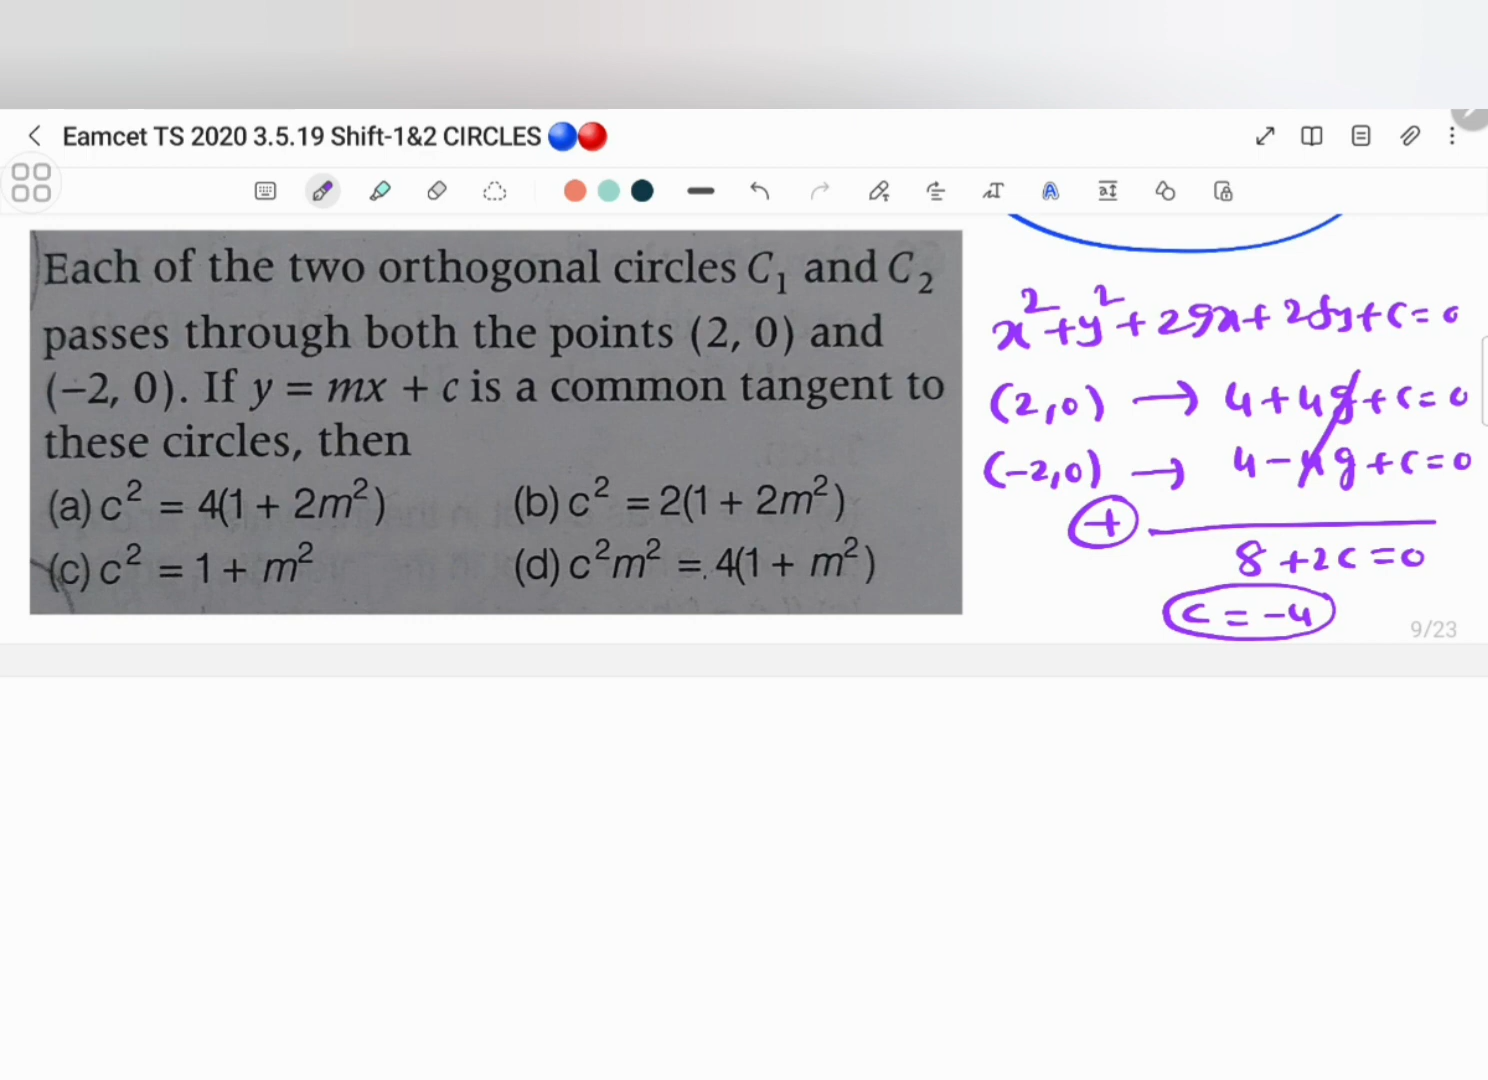 Eamcet TS 2020 3.5.19 Shift-1&2 CIRCLES
Each of the two orthogonal circles C₁ and C₂
passes through both the points (2, 0) and
(−2, 0). If y = mx + c is a common tangent to
these circles, then
(a) c² = 4(1 + 2m²) (b) c² = 2(1 + 2m²)
(c) c² = 1 + m² (d) c²m² = 4(1 + m²)
x²+y²+2gx+2fy+c=0
(2,0) → 4+4g+c=0
(-2,0) → 4-4g+c=0
+
8+2c=0
c=-4
9/23